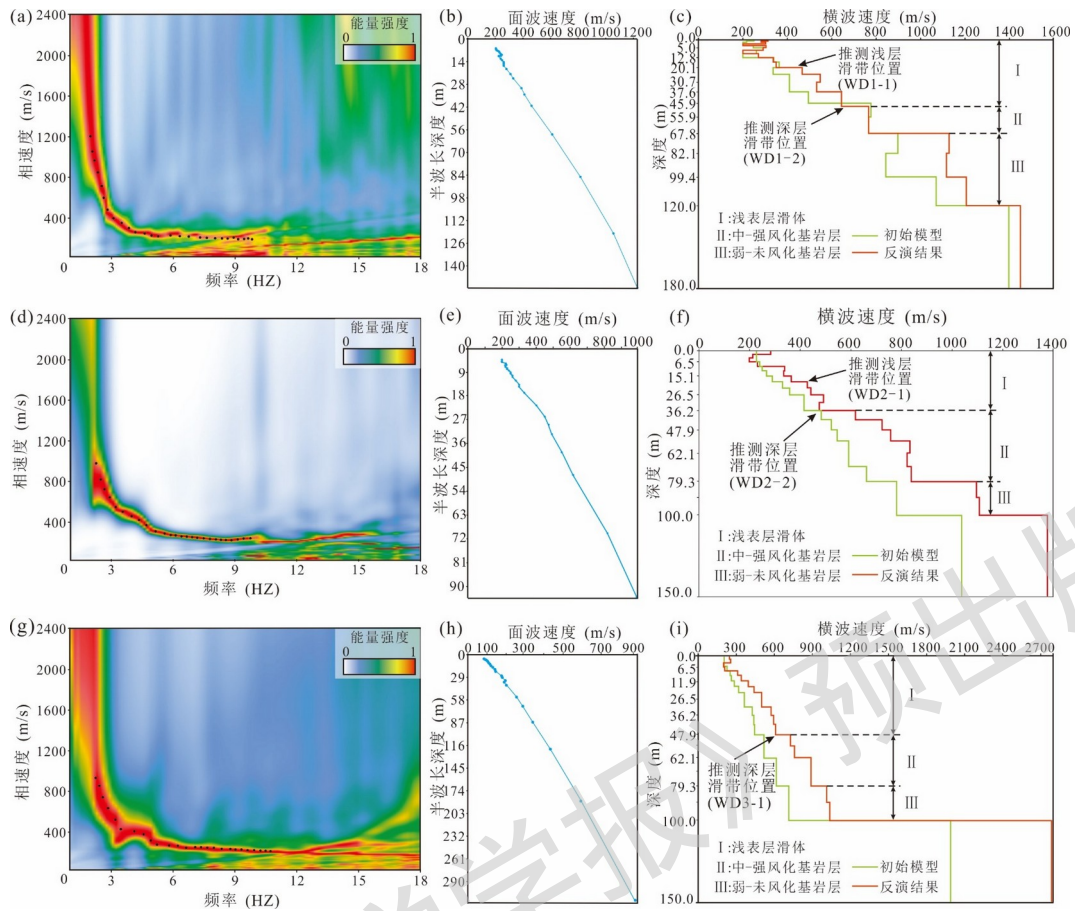 (a)
2400
2000
1600
1200
800
400
0
3
6
9
12
15
18
相速度 (m/s)
频率 (HZ)
能量强度
0
1
(b)
面波速度 (m/s)
0
200
400
600
800
1000
1200
0
14
28
42
56
70
84
98
112
126
140
半波长深度 (m)
(c)
横波速度 (m/s)
0
200
400
600
800
1000
1200
1400
1600
0.0
5.0
12.8
20.1
30.7
37.6
45.9
55.9
67.8
82.1
99.4
120.0
180.0
深度 (m)
推测浅层
滑带位置
(WD1-1)
推测深层
滑带位置
(WD1-2)
Ⅰ
Ⅱ
Ⅲ
Ⅰ:浅表层滑体
Ⅱ:中-强风化基岩层
初始模型
Ⅲ:弱-未风化基岩层
反演结果
(d)
2400
2000
1600
1200
800
400
0
3
6
9
12
15
18
相速度 (m/s)
频率 (HZ)
能量强度
0
1
(e)
面波速度 (m/s)
0
200
400
600
800
1000
0
9
18
27
36
45
54
63
72
81
90
半波长深度 (m)
(f)
横波速度 (m/s)
0
200
400
600
800
1000
1200
1400
0.0
6.5
15.1
26.5
36.2
47.9
62.1
79.3
100.0
150.0
深度 (m)
推测浅层
滑带位置
(WD2-1)
推测深层
滑带位置
(WD2-2)
Ⅰ
Ⅱ
Ⅲ
Ⅰ:浅表层滑体
Ⅱ:中-强风化基岩层
初始模型
Ⅲ:弱-未风化基岩层
反演结果
(g)
2400
2000
1600
1200
800
400
0
3
6
9
12
15
18
相速度 (m/s)
频率 (HZ)
能量强度
0
1
(h)
面波速度 (m/s)
0
100
200
300
400
500
600
700
800
900
0
29
58
87
116
145
174
203
232
261
290
半波长深度 (m)
(i)
横波速度 (m/s)
0
300
600
900
1200
1500
1800
2100
2400
2700
0.0
6.5
11.9
26.5
36.2
47.9
79.3
100.0
150.0
深度 (m)
推测深层
滑带位置
(WD3-1)
Ⅰ
Ⅱ
Ⅲ
Ⅰ:浅表层滑体
Ⅱ:中-强风化基岩层
初始模型
Ⅲ:弱-未风化基岩层
反演结果
学报》预出版